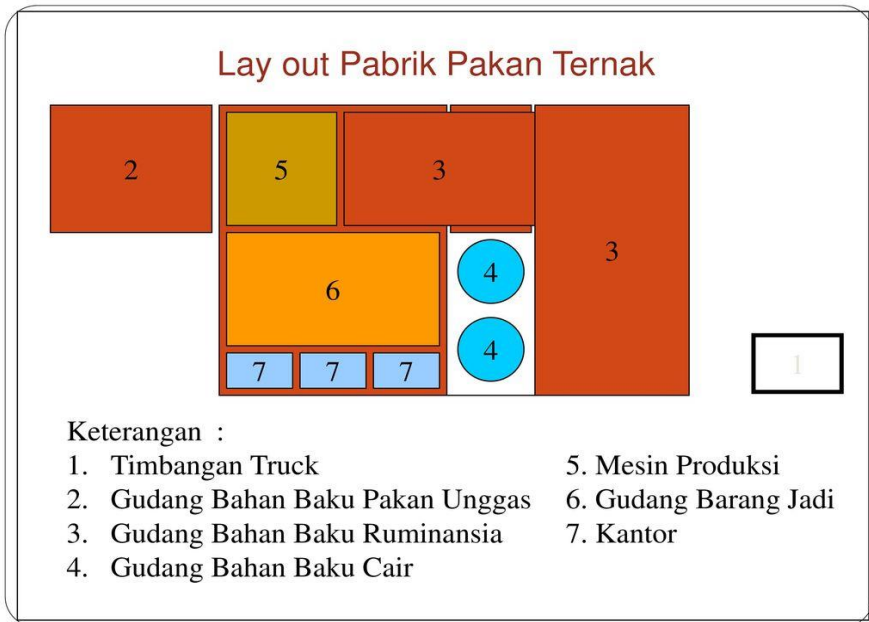 Lay out Pabrik Pakan Ternak
2
5
3
3
6
4
4
7 7 7
1
Keterangan :
1. Timbangan Truck
2. Gudang Bahan Baku Pakan Unggas
3. Gudang Bahan Baku Ruminansia
4. Gudang Bahan Baku Cair
5. Mesin Produksi
6. Gudang Barang Jadi
7. Kantor